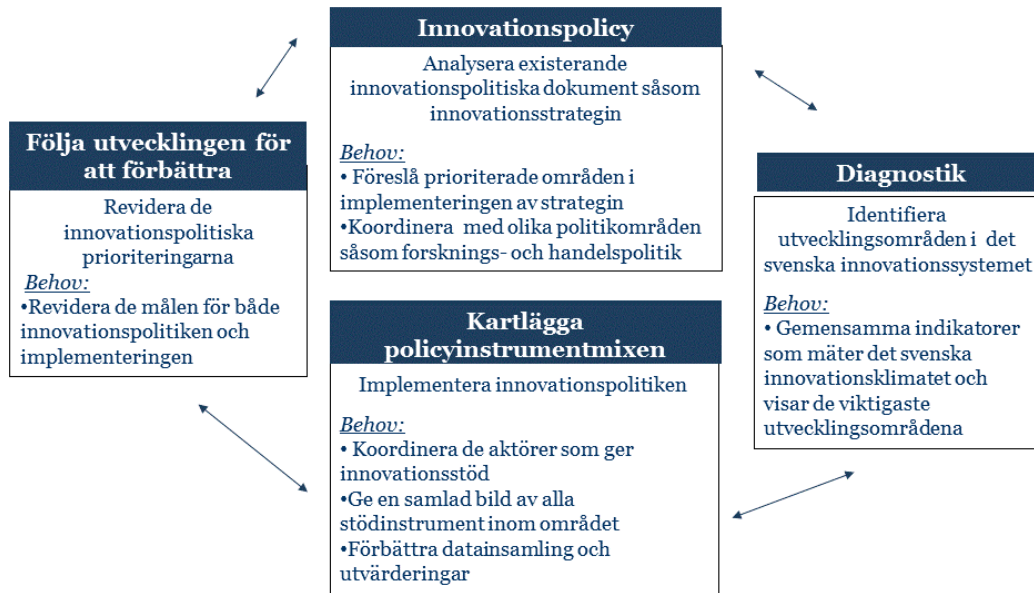 Innovationspolicy
Analysera existerande
innovationspolitiska dokument såsom
innovationsstrategin
Behov:
• Föreslå prioriterade områden i
implementeringen av strategin
•Koordinera med olika politikområden
såsom forsknings- och handelspolitik
Följa utvecklingen för
att förbättra
Revidera de
innovationspolitiska
prioriteringarna
Behov:
•Revidera de målen för både
innovationspolitiken och
implementeringen
Diagnostik
Identifiera
utvecklingsområden i det
svenska innovationssystemet
Behov:
• Gemensamma indikatorer
som mäter det svenska
innovationsklimatet och
visar de viktigaste
utvecklingsområdena
Kartlägga
policyinstrumentmixen
Implementera innovationspolitiken
Behov:
• Koordinera de aktörer som ger
innovationsstöd
•Ge en samlad bild av alla
stödinstrument inom området
•Förbättra datainsamling och
utvärderingar